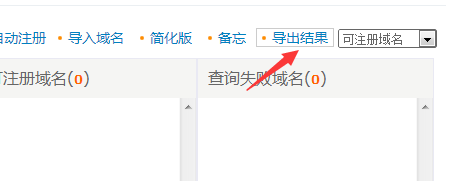 自动注册 • 导入域名 • 简化版 • 备忘 • 导出结果 可注册域名
可注册域名(0) 查询失败域名(0)